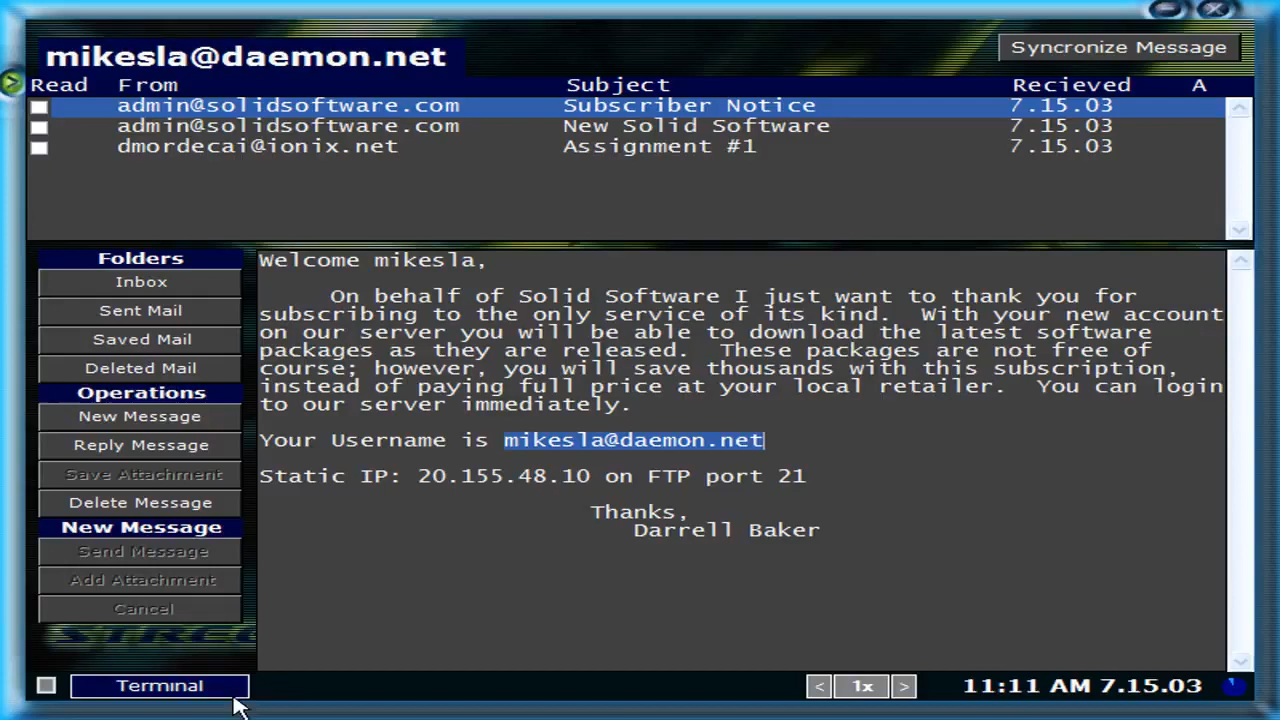 mikesla@daemon.net
Syncronize Message
Read From Subject Recieved A
admin@solidsoftware.com Subscriber Notice 7.15.03
admin@solidsoftware.com New Solid Software 7.15.03
dmordecai@ionix.net Assignment #1 7.15.03
Folders
Inbox
Sent Mail
Saved Mail
Deleted Mail
Operations
New Message
Reply Message
Save Attachment
Delete Message
New Message
Send Message
Add Attachment
Cancel
Welcome mikesla,
On behalf of Solid Software I just want to thank you for
subscribing to the only service of its kind. With your new account
on our server you will be able to download the latest software
packages as they are released. These packages are not free of
course; however, you will save thousands with this subscription,
instead of paying full price at your local retailer. You can login
to our server immediately.
Your Username is mikesla@daemon.net
Static IP: 20.155.48.10 on FTP port 21
Thanks,
Darrell Baker
Terminal
< 1x >
11:11 AM 7.15.03